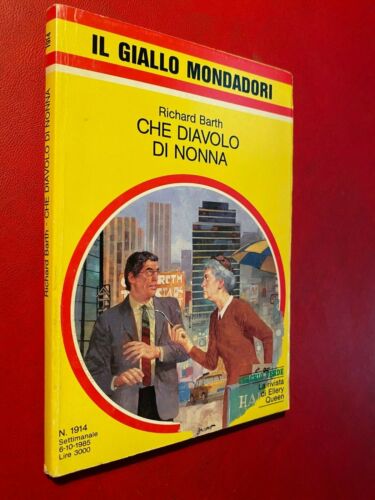 1914
Richard Barth - CHE DIAVOLO DI NONNA
IL GIALLO MONDADORI
Richard Barth
CHE DIAVOLO
DI NONNA
La rivista
di Ellery
Queen
N. 1914
Settimanale
6-10-1985
Lire 3000